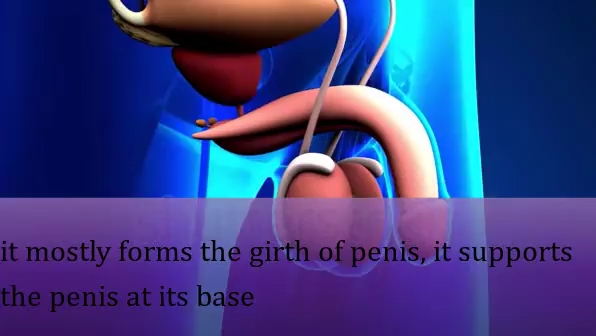 it mostly forms the girth of penis, it supports
the penis at its base